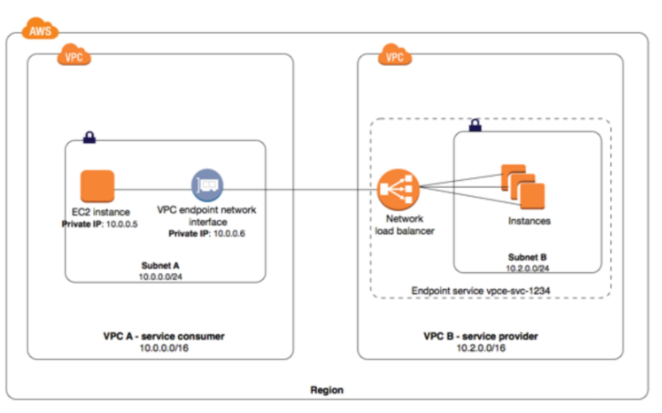 AWS
VPC
VPC
EC2 instance
Private IP: 10.0.0.5
VPC endpoint network
interface
Private IP: 10.0.0.6
Subnet A
10.0.0.0/24
VPC A - service consumer
10.0.0.0/16
Network
load balancer
Instances
Subnet B
10.2.0.0/24
Endpoint service vpce-svc-1234
VPC B - service provider
10.2.0.0/16
Region